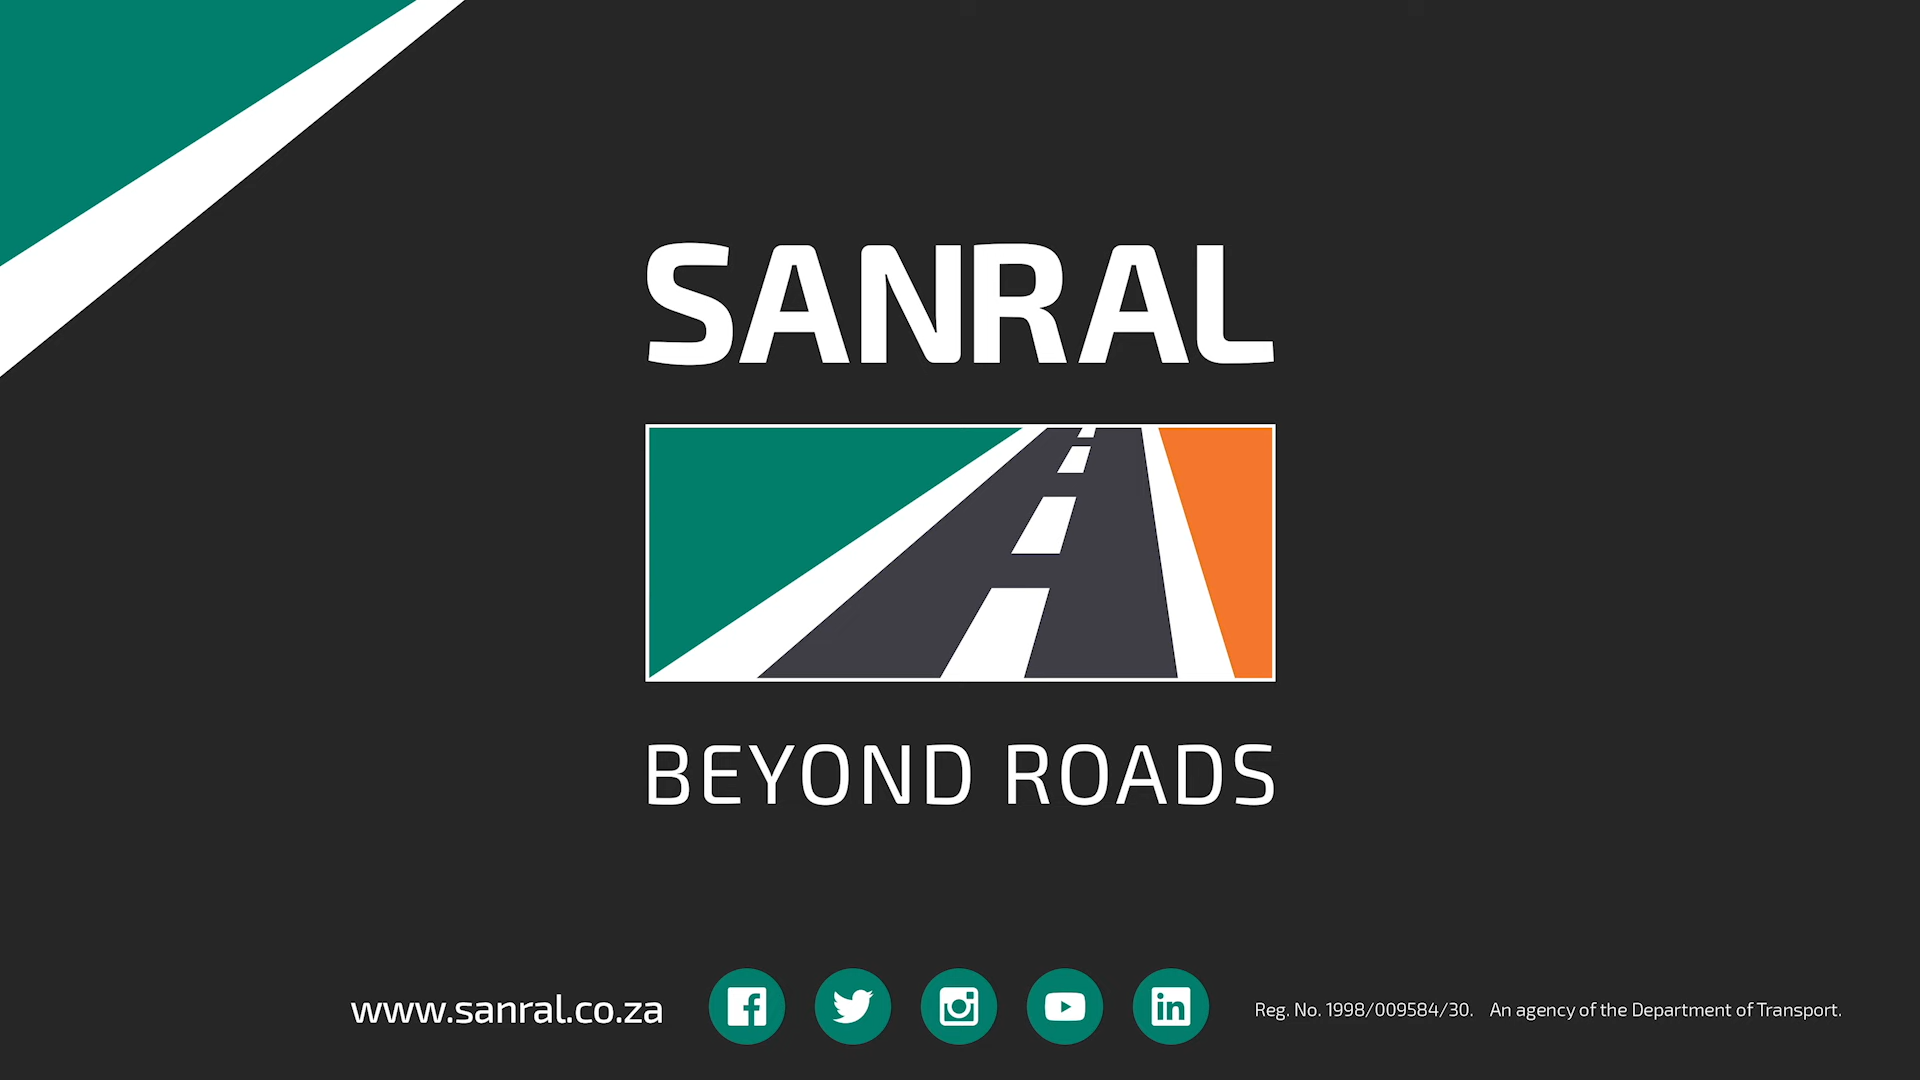 SANRAL
BEYOND ROADS
www.sanral.co.za
Reg. No. 1998/009584/30. An agency of the Department of Transport.